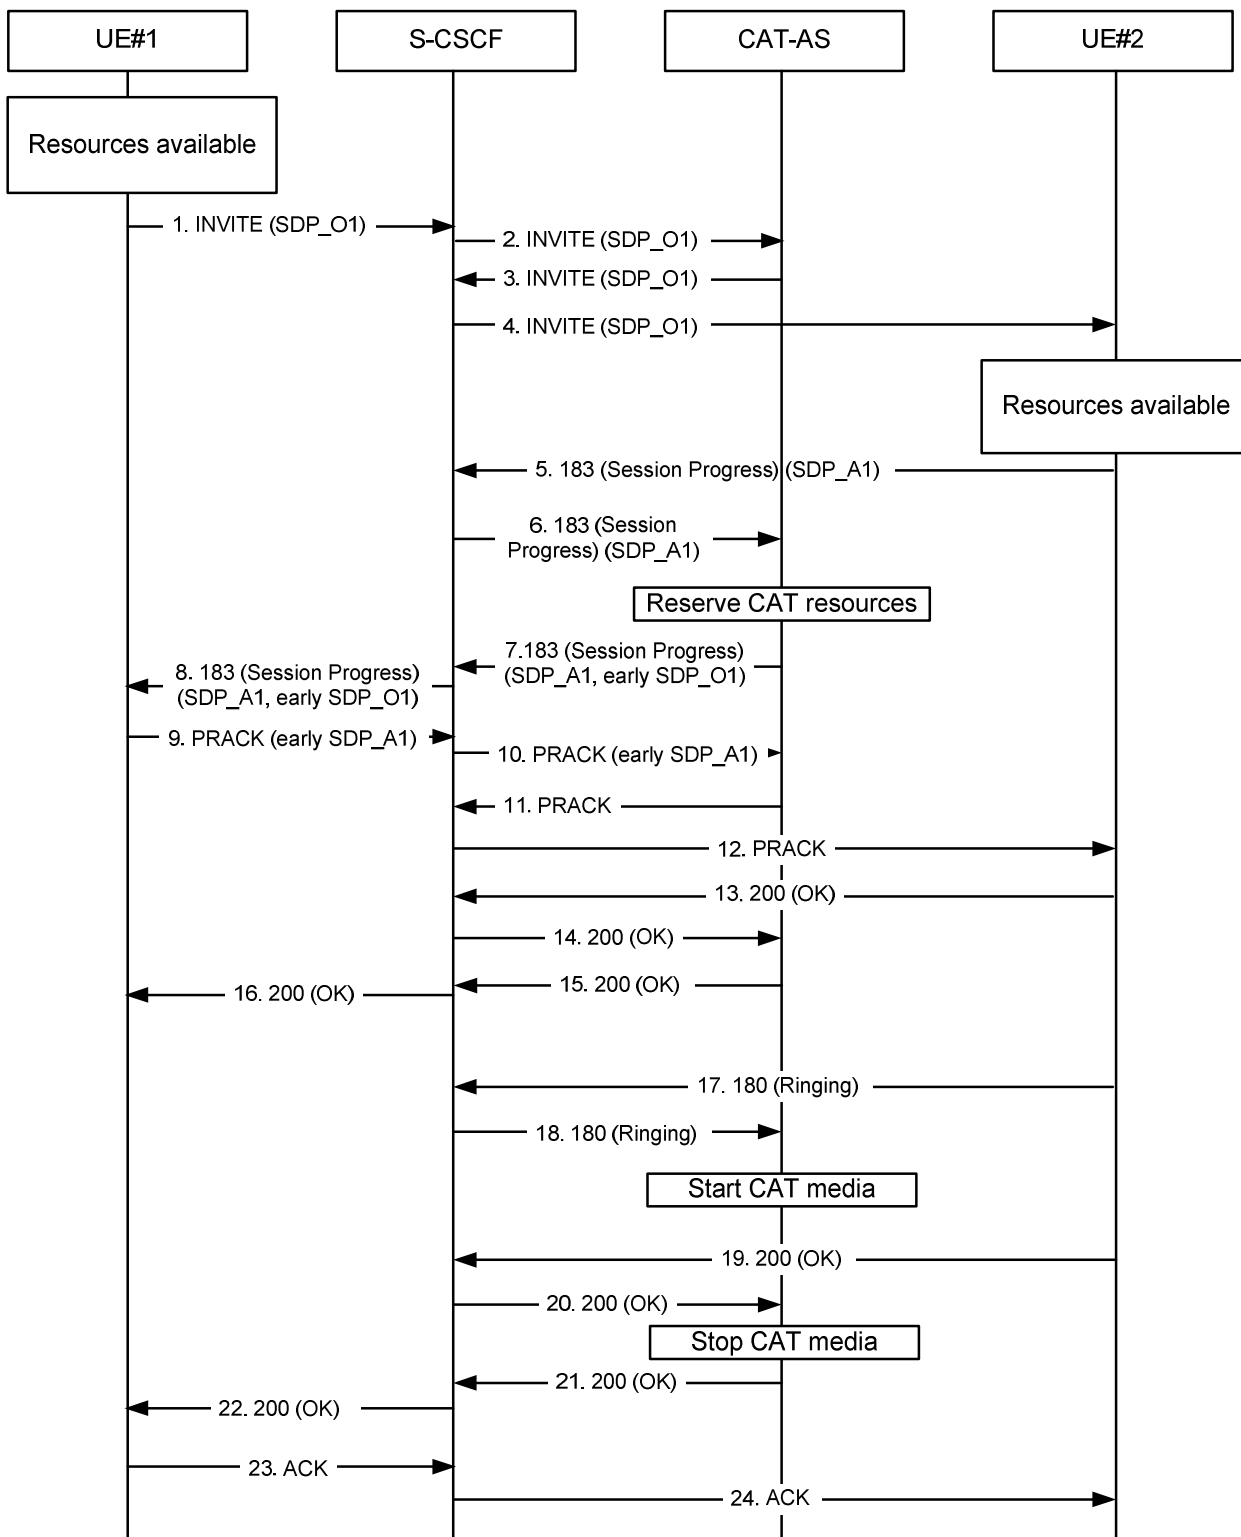 UE#1
S-CSCF
CAT-AS
UE#2
Resources available
1. INVITE (SDP_O1)
2. INVITE (SDP_O1)
3. INVITE (SDP_O1)
4. INVITE (SDP_O1)
Resources available
5. 183 (Session Progress) (SDP_A1)
6. 183 (Session
Progress) (SDP_A1)
Reserve CAT resources
7.183 (Session Progress)
(SDP_A1, early SDP_O1)
8. 183 (Session Progress)
(SDP_A1, early SDP_O1)
9. PRACK (early SDP_A1)
10. PRACK (early SDP_A1)
11. PRACK
12. PRACK
13. 200 (OK)
14. 200 (OK)
15. 200 (OK)
16. 200 (OK)
17. 180 (Ringing)
18. 180 (Ringing)
Start CAT media
19. 200 (OK)
20. 200 (OK)
Stop CAT media
21. 200 (OK)
22. 200 (OK)
23. ACK
24. ACK